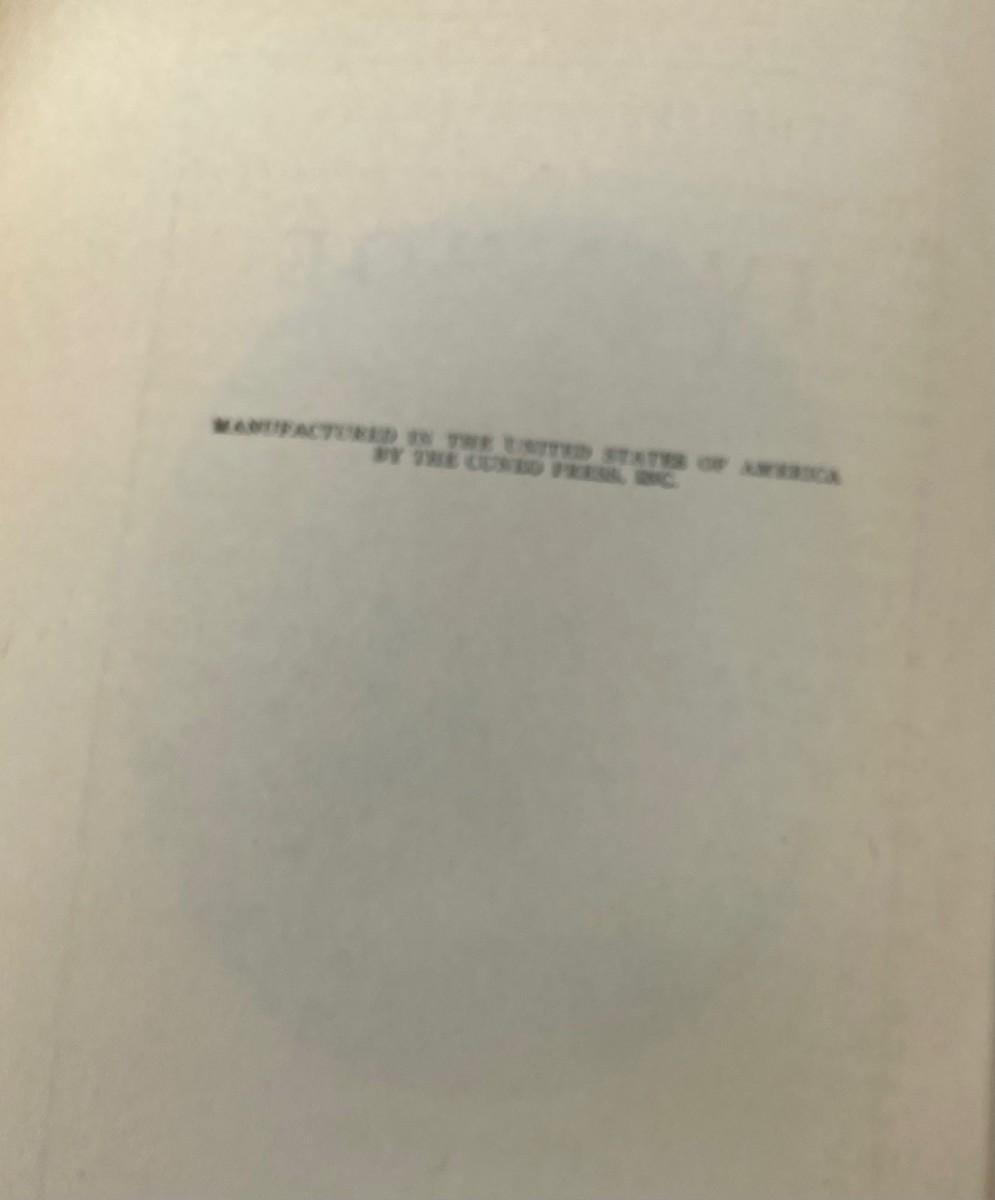 MANUFACTURED IN THE UNITED STATES OF AMERICA
BY THE CUNEO PRESS, INC.